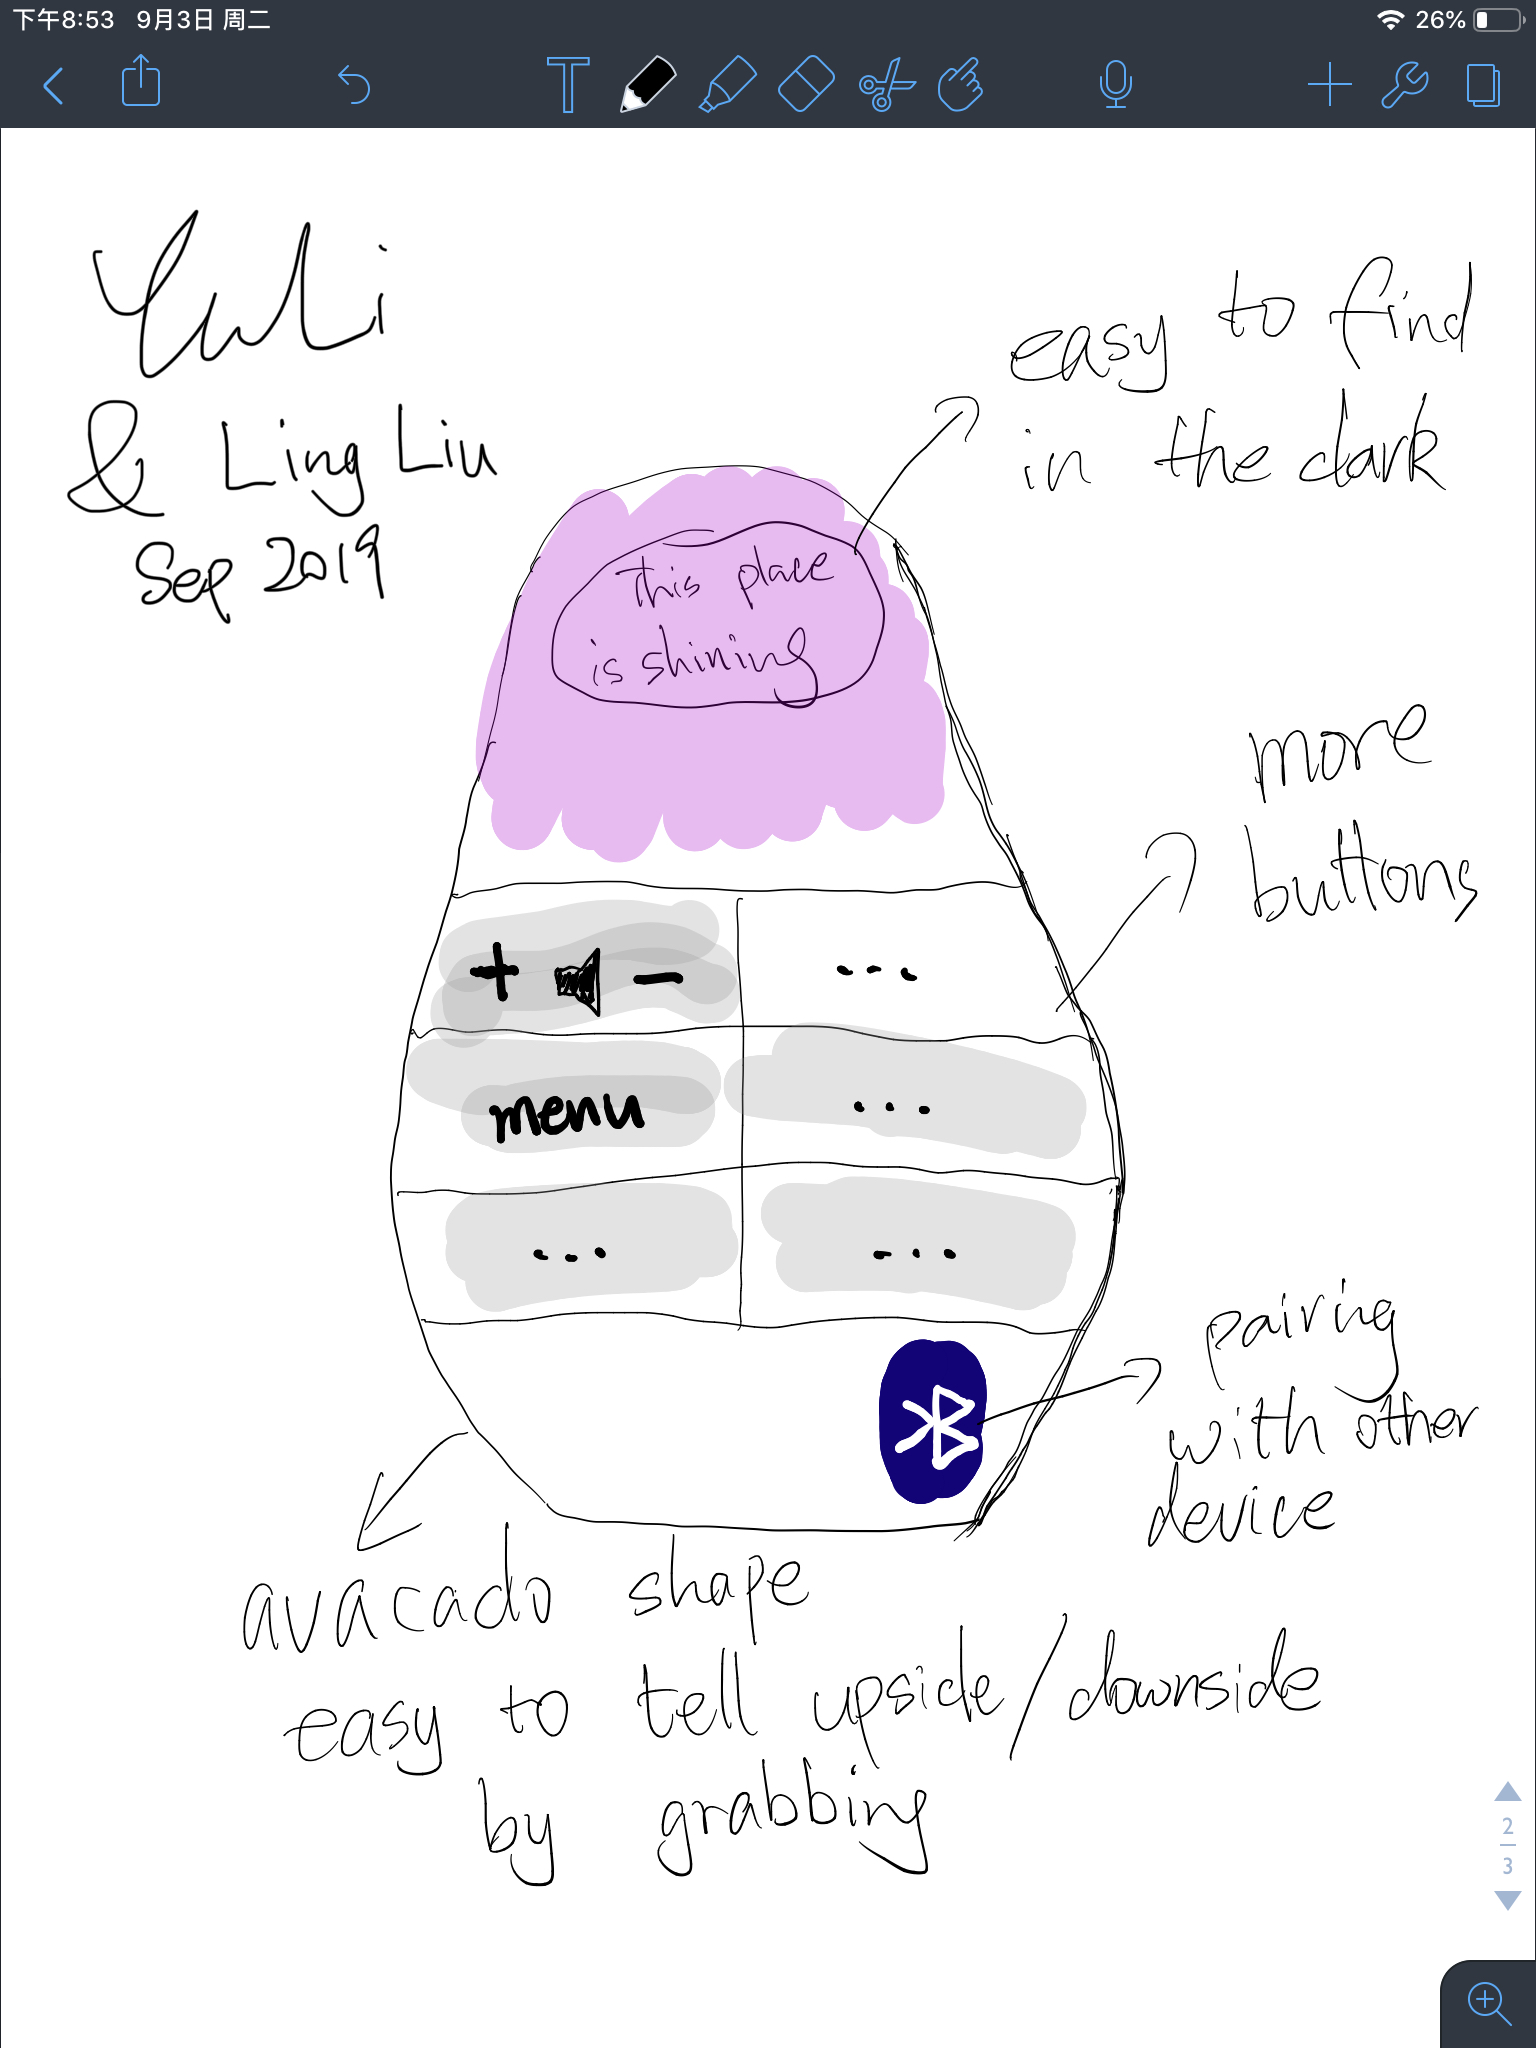 下午8:53 9月3日 周二
26%
YuLi
& Ling Liu
Sep 2019
easy to find
in the dark
This place
is shining
more
buttons
+ - ...
menu ...
... ...
pairing
with other
device
avacado shape
easy to tell upside/downside
by grabbing
2
3